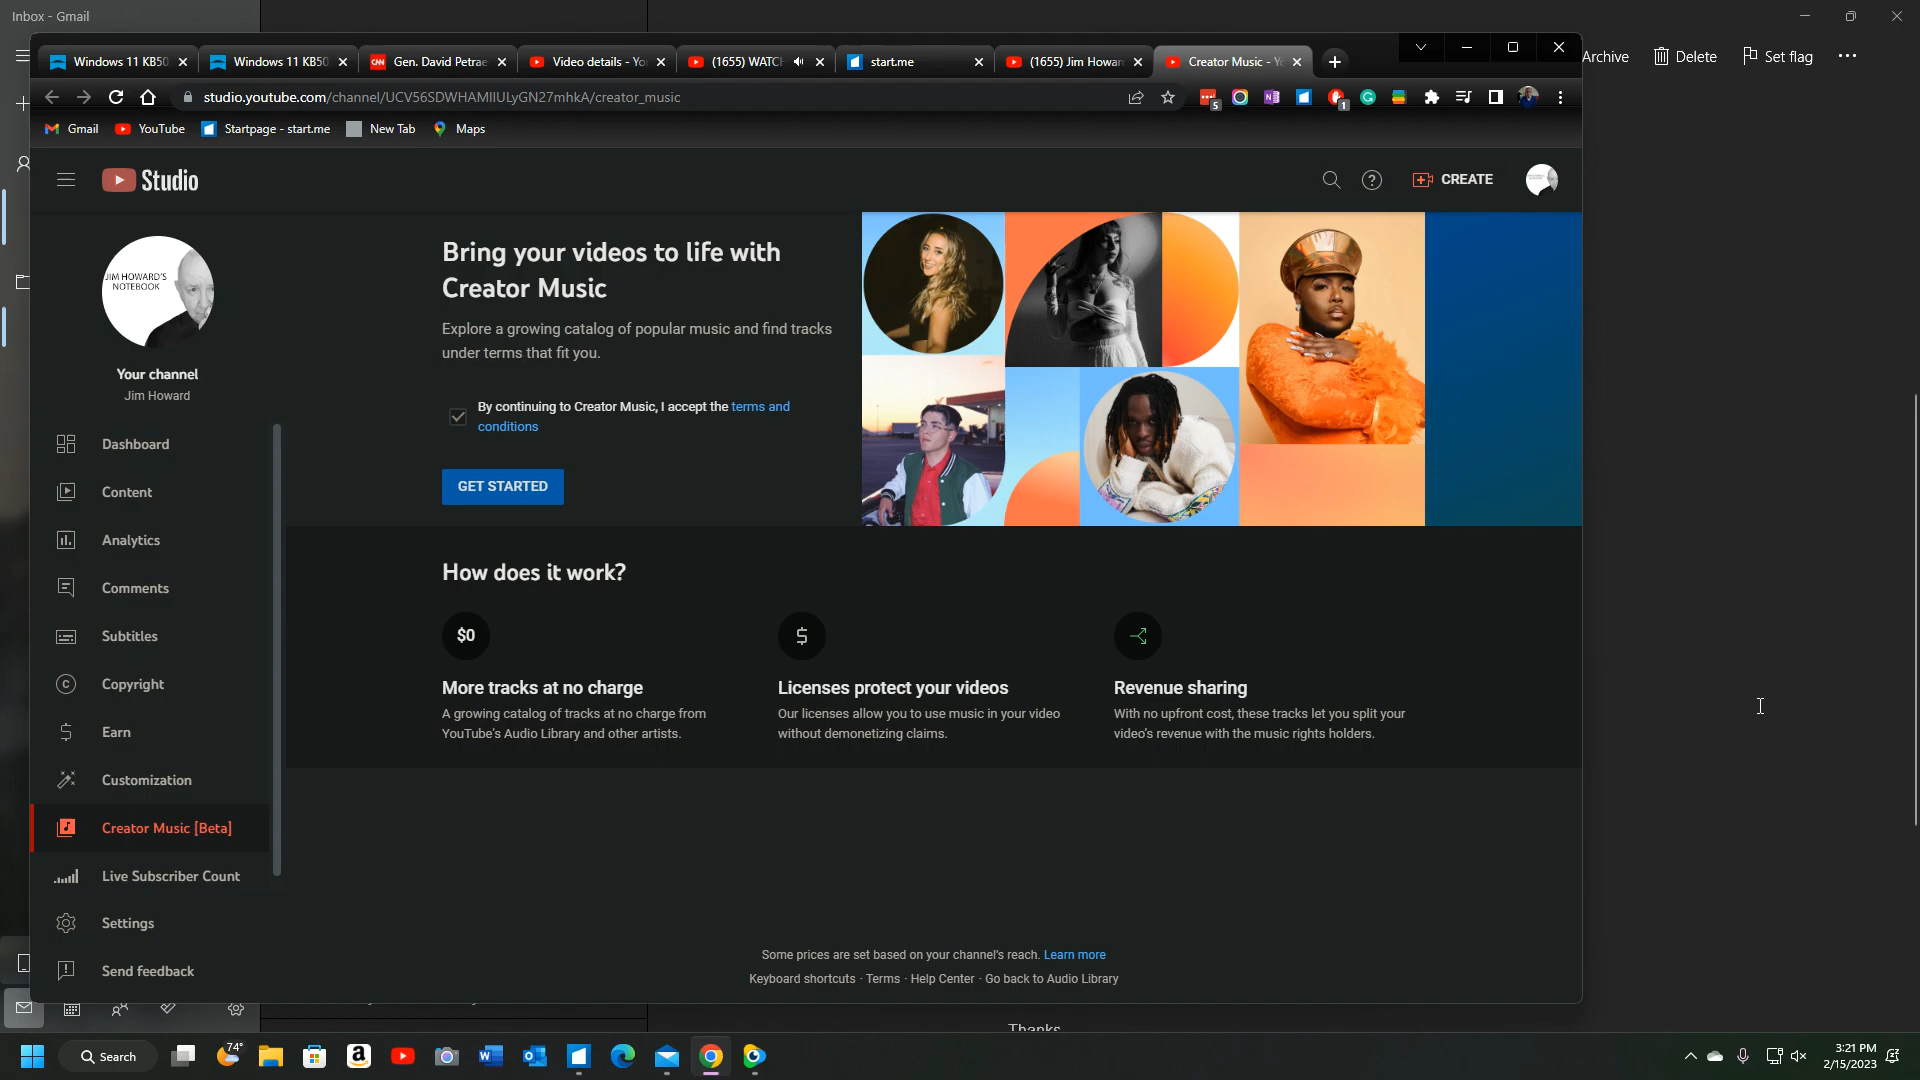 Inbox - Gmail
Windows 11 KB50
Windows 11 KB50
CNN
Gen. David Petrae
Video details - Yo
(1655) WATC
start.me
(1655) Jim Howar
Creator Music - Y
Archive
Delete
Set flag
studio.youtube.com/channel/UCV56SDWHAMIlULyGN27mhkA/creator_music
5
1
Gmail
YouTube
Startpage - start.me
New Tab
Maps
Studio
CREATE
JIM HOWARD'S
NOTEBOOK
Your channel
Jim Howard
Dashboard
Content
Analytics
Comments
Subtitles
Copyright
Earn
Customization
Creator Music [Beta]
Live Subscriber Count
Settings
Send feedback
Bring your videos to life with
Creator Music
Explore a growing catalog of popular music and find tracks
under terms that fit you.
By continuing to Creator Music, I accept the terms and
conditions
GET STARTED
How does it work?
$0
More tracks at no charge
A growing catalog of tracks at no charge from
YouTube's Audio Library and other artists.
$
Licenses protect your videos
Our licenses allow you to use music in your video
without demonetizing claims.
Revenue sharing
With no upfront cost, these tracks let you split your
video's revenue with the music rights holders.
Some prices are set based on your channel's reach. Learn more
Keyboard shortcuts · Terms · Help Center · Go back to Audio Library
Thanks
Search
74°
3:21 PM
2/15/2023